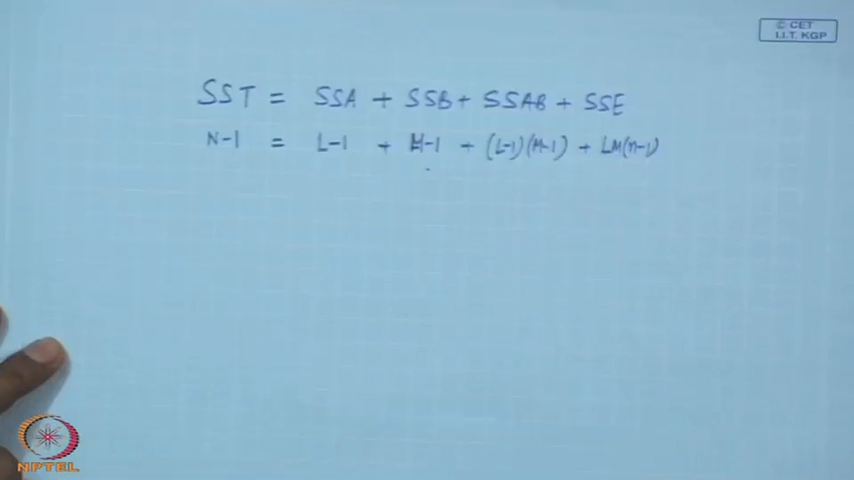 © CET
I.I.T. KGP
SST = SSA + SSB + SSAB + SSE
N-1 = L-1 + M-1 + (L-1)(M-1) + LM(n-1)
NPTEL